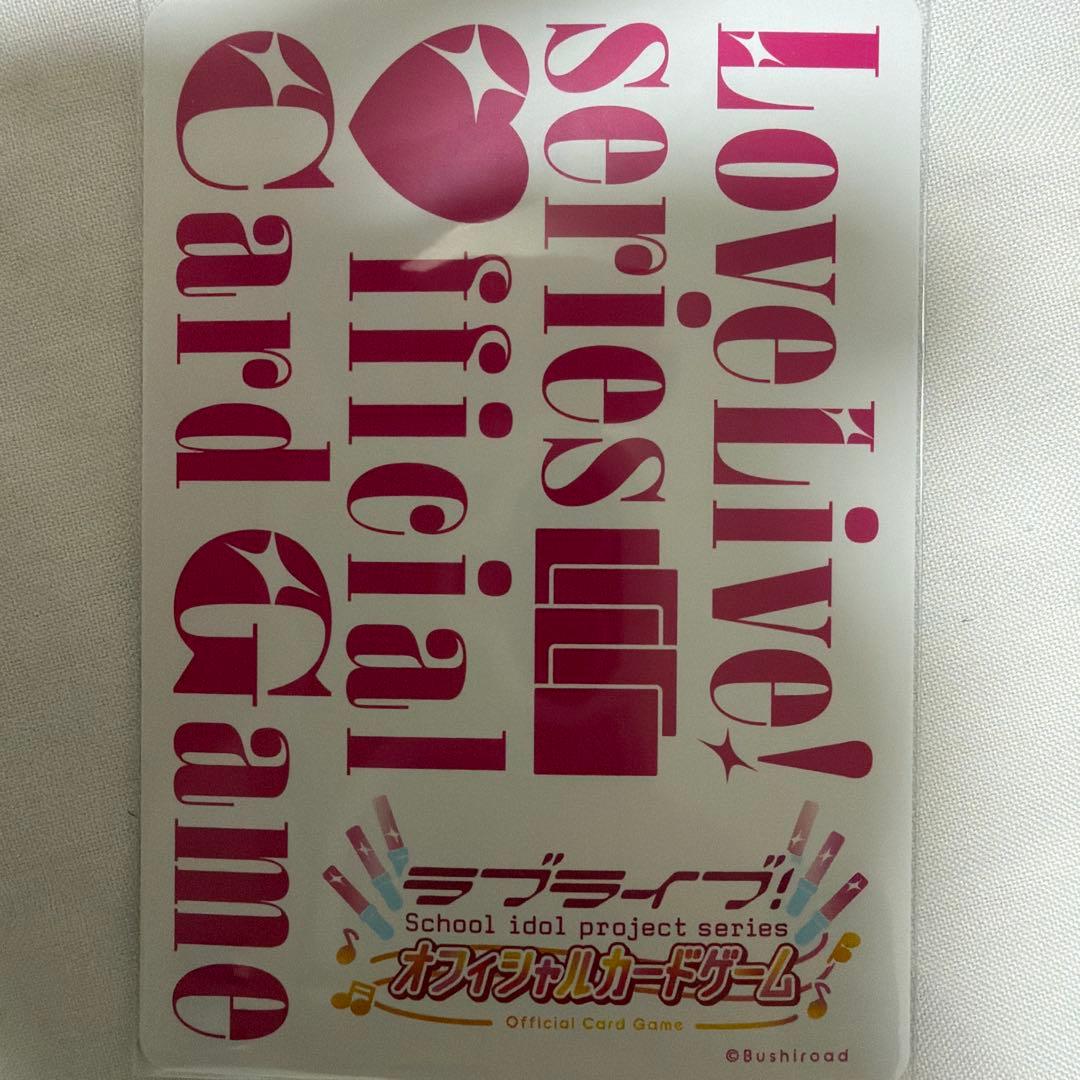 LoveLive!
series
♥fficial
Card Game
ラブライブ!
School idol project series
オフィシャルカードゲーム
Official Card Game
©Bushiroad